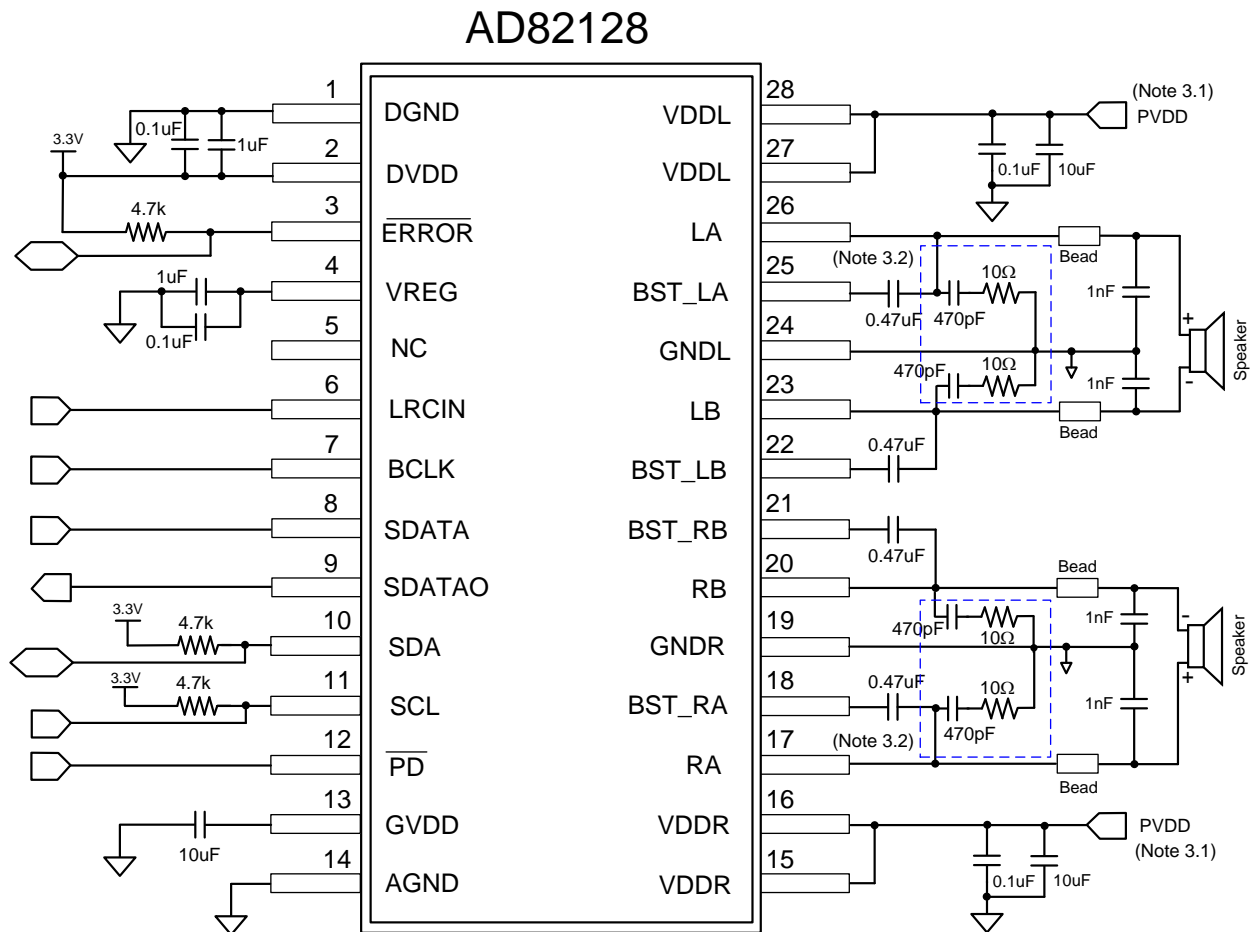 AD82128
1
DGND
0.1uF
1uF
3.3V
2
DVDD
3
ERROR
4.7k
4
VREG
1uF
0.1uF
5
NC
6
LRCIN
7
BCLK
8
SDATA
9
SDATAO
10
SDA
3.3V
4.7k
11
SCL
3.3V
4.7k
12
PD
13
GVDD
10uF
14
AGND
28
VDDL
(Note 3.1)
PVDD
27
VDDL
0.1uF
10uF
26
LA
Bead
25
BST_LA
(Note 3.2)
0.47uF
470pF
10Ω
1nF
24
GNDL
+
Speaker
-
470pF
10Ω
1nF
23
LB
Bead
22
BST_LB
0.47uF
21
BST_RB
0.47uF
20
RB
Bead
470pF
10Ω
1nF
19
GNDR
-
Speaker
+
18
BST_RA
0.47uF
470pF
10Ω
1nF
(Note 3.2)
17
RA
Bead
16
VDDR
PVDD
(Note 3.1)
15
VDDR
0.1uF
10uF